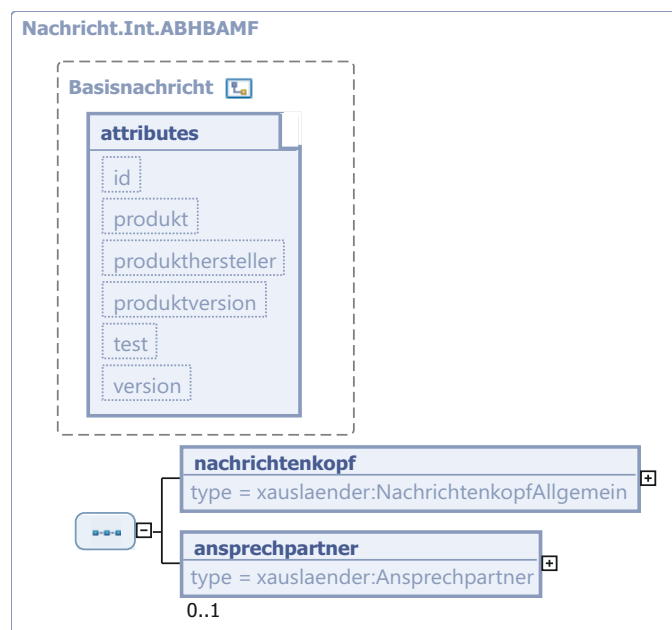 Nachricht.Int.ABHBAMF
Basisnachricht
attributes
id
produkt
produkthersteller
produktversion
test
version
nachrichtenkopf
type = xauslaender:NachrichtenkopfAllgemein
ansprechpartner
type = xauslaender:Ansprechpartner
0..1